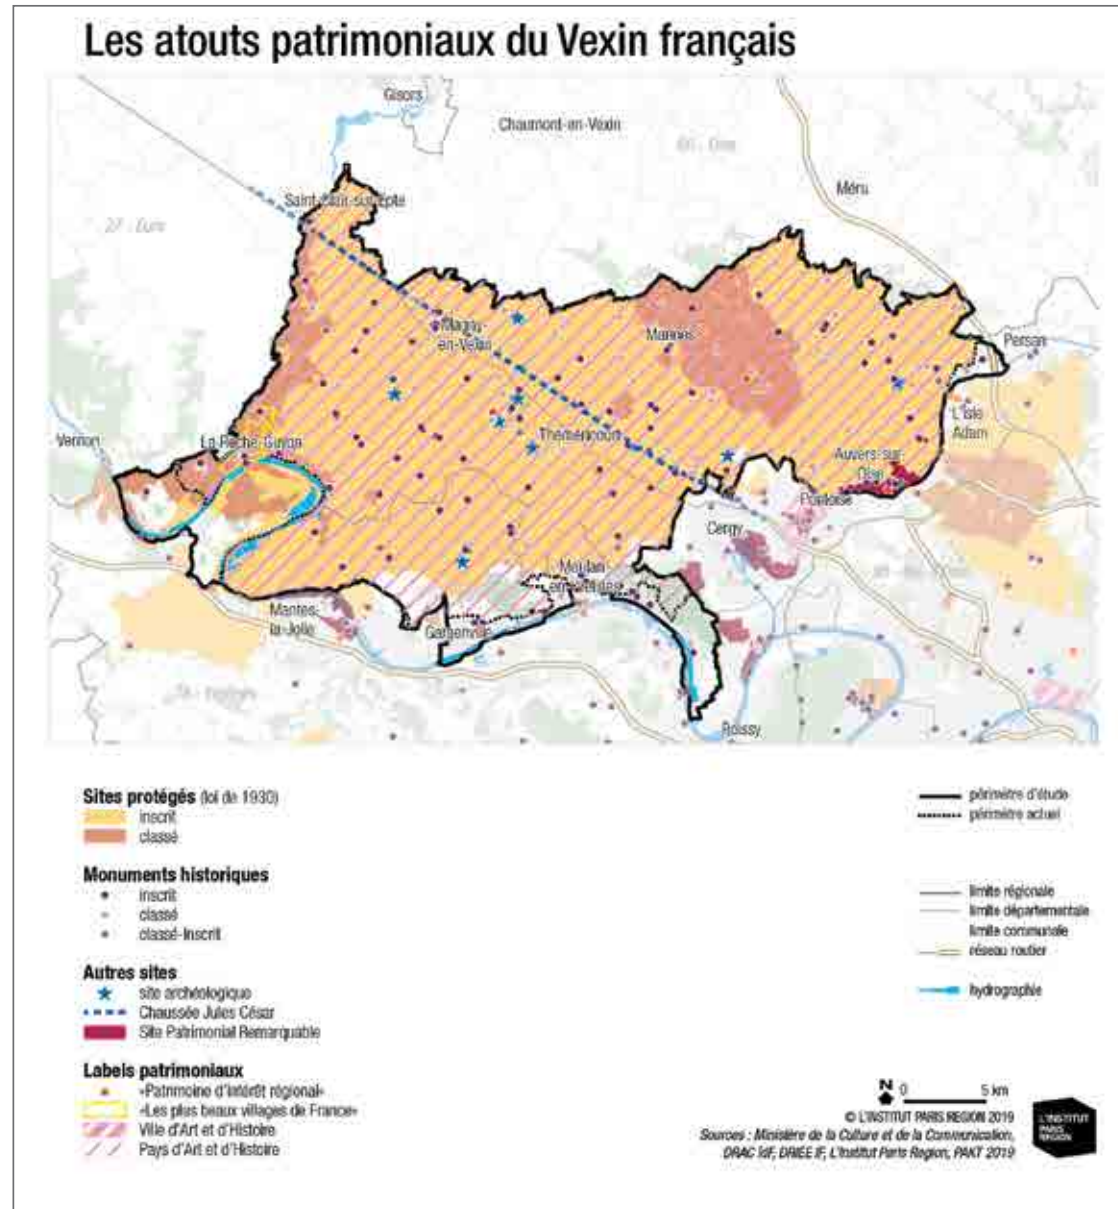 Les atouts patrimoniaux du Vexin français
Gisors
Chaumont-en-Vexin
60 - Oise
Méru
Saint-Clair-sur-Epte
27 - Eure
Magny-
en-Vexin
Marines
Persan
L'Isle
Adam
Vernon
La Roche-Guyon
Théméricourt
Auvers-sur-
Oise
Pontoise
Cergy
Meulan-
en-Yvelines
Mantes-
la-Jolie
Gargenville
78 - Yvelines
Poissy
Sites protégés (loi de 1930)
inscrit
classé
Monuments historiques
inscrit
classé
classé-inscrit
Autres sites
site archéologique
Chaussée Jules César
Site Patrimonial Remarquable
Labels patrimoniaux
«Patrimoine d'intérêt régional»
«Les plus beaux villages de France»
Ville d'Art et d'Histoire
Pays d'Art et d'Histoire
périmètre d'étude
périmètre actuel
limite régionale
limite départementale
limite communale
réseau routier
hydrographie
N 0 5 km
© L'INSTITUT PARIS REGION 2019
Sources : Ministère de la Culture et de la Communication,
DRAC IdF, DRIEE IF, L'Institut Paris Region, PAKT 2019
L'INSTITUT
PARIS
REGION